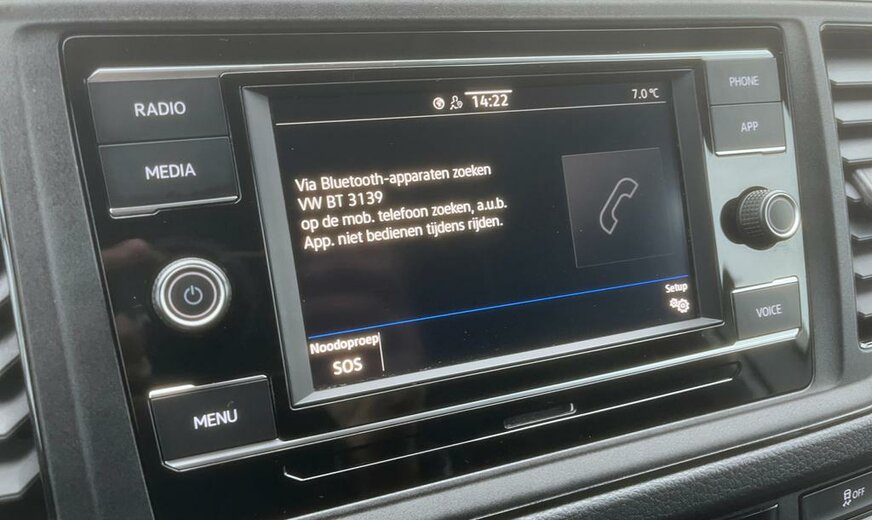 RADIO
MEDIA
MENU
14:22
7.0 °C
Via Bluetooth-apparaten zoeken
VW BT 3139
op de mob. telefoon zoeken, a.u.b.
App. niet bedienen tijdens rijden.
Setup
Noodoproep
SOS
PHONE
APP
VOICE
OFF